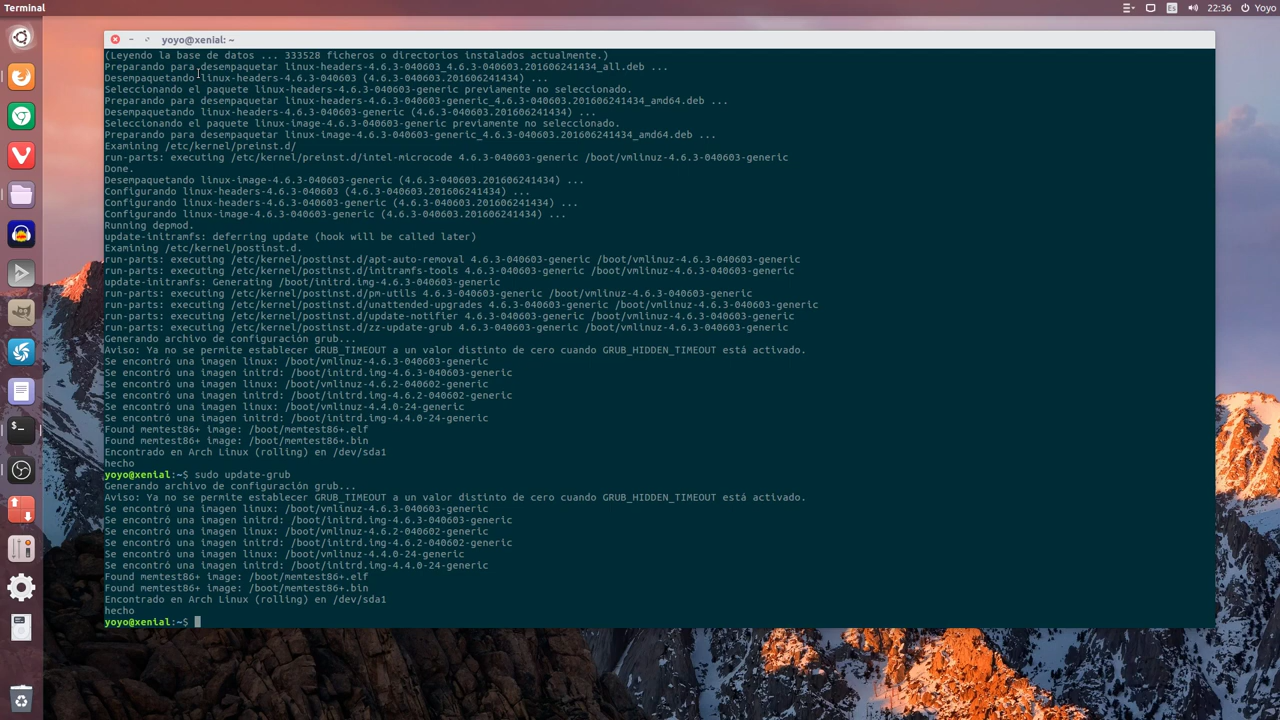 Terminal
Es
22:36
Yoyo
yoyo@xenial: ~
(Leyendo la base de datos ... 333528 ficheros o directorios instalados actualmente.)
Preparando para desempaquetar linux-headers-4.6.3-040603_4.6.3-040603.201606241434_all.deb ...
Desempaquetando linux-headers-4.6.3-040603 (4.6.3-040603.201606241434) ...
Seleccionando el paquete linux-headers-4.6.3-040603-generic previamente no seleccionado.
Preparando para desempaquetar linux-headers-4.6.3-040603-generic_4.6.3-040603.201606241434_amd64.deb ...
Desempaquetando linux-headers-4.6.3-040603-generic (4.6.3-040603.201606241434) ...
Seleccionando el paquete linux-image-4.6.3-040603-generic previamente no seleccionado.
Preparando para desempaquetar linux-image-4.6.3-040603-generic_4.6.3-040603.201606241434_amd64.deb ...
Examining /etc/kernel/preinst.d/
run-parts: executing /etc/kernel/preinst.d/intel-microcode 4.6.3-040603-generic /boot/vmlinuz-4.6.3-040603-generic
Done.
Desempaquetando linux-image-4.6.3-040603-generic (4.6.3-040603.201606241434) ...
Configurando linux-headers-4.6.3-040603 (4.6.3-040603.201606241434) ...
Configurando linux-headers-4.6.3-040603-generic (4.6.3-040603.201606241434) ...
Configurando linux-image-4.6.3-040603-generic (4.6.3-040603.201606241434) ...
Running depmod.
update-initramfs: deferring update (hook will be called later)
Examining /etc/kernel/postinst.d.
run-parts: executing /etc/kernel/postinst.d/apt-auto-removal 4.6.3-040603-generic /boot/vmlinuz-4.6.3-040603-generic
run-parts: executing /etc/kernel/postinst.d/initramfs-tools 4.6.3-040603-generic /boot/vmlinuz-4.6.3-040603-generic
update-initramfs: Generating /boot/initrd.img-4.6.3-040603-generic
run-parts: executing /etc/kernel/postinst.d/pm-utils 4.6.3-040603-generic /boot/vmlinuz-4.6.3-040603-generic
run-parts: executing /etc/kernel/postinst.d/unattended-upgrades 4.6.3-040603-generic /boot/vmlinuz-4.6.3-040603-generic
run-parts: executing /etc/kernel/postinst.d/update-notifier 4.6.3-040603-generic /boot/vmlinuz-4.6.3-040603-generic
run-parts: executing /etc/kernel/postinst.d/zz-update-grub 4.6.3-040603-generic /boot/vmlinuz-4.6.3-040603-generic
Generando archivo de configuración grub...
Aviso: Ya no se permite establecer GRUB_TIMEOUT a un valor distinto de cero cuando GRUB_HIDDEN_TIMEOUT está activado.
Se encontró una imagen linux: /boot/vmlinuz-4.6.3-040603-generic
Se encontró una imagen initrd: /boot/initrd.img-4.6.3-040603-generic
Se encontró una imagen linux: /boot/vmlinuz-4.6.2-040602-generic
Se encontró una imagen initrd: /boot/initrd.img-4.6.2-040602-generic
Se encontró una imagen linux: /boot/vmlinuz-4.4.0-24-generic
Se encontró una imagen initrd: /boot/initrd.img-4.4.0-24-generic
Found memtest86+ image: /boot/memtest86+.elf
Found memtest86+ image: /boot/memtest86+.bin
Encontrado en Arch Linux (rolling) en /dev/sda1
hecho
yoyo@xenial:~$ sudo update-grub
Generando archivo de configuración grub...
Aviso: Ya no se permite establecer GRUB_TIMEOUT a un valor distinto de cero cuando GRUB_HIDDEN_TIMEOUT está activado.
Se encontró una imagen linux: /boot/vmlinuz-4.6.3-040603-generic
Se encontró una imagen initrd: /boot/initrd.img-4.6.3-040603-generic
Se encontró una imagen linux: /boot/vmlinuz-4.6.2-040602-generic
Se encontró una imagen initrd: /boot/initrd.img-4.6.2-040602-generic
Se encontró una imagen linux: /boot/vmlinuz-4.4.0-24-generic
Se encontró una imagen initrd: /boot/initrd.img-4.4.0-24-generic
Found memtest86+ image: /boot/memtest86+.elf
Found memtest86+ image: /boot/memtest86+.bin
Encontrado en Arch Linux (rolling) en /dev/sda1
hecho
yoyo@xenial:~$